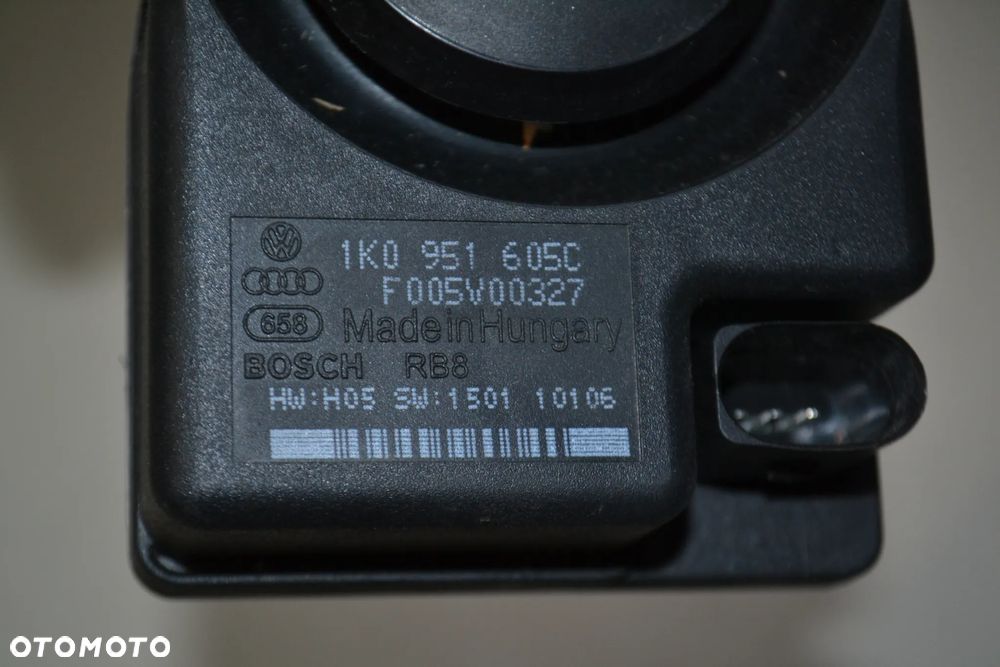 1K0 951 605C
F005V00327
658 Made in Hungary
BOSCH RB8
HW:H05 SW:1501 10106
OTOMOTO